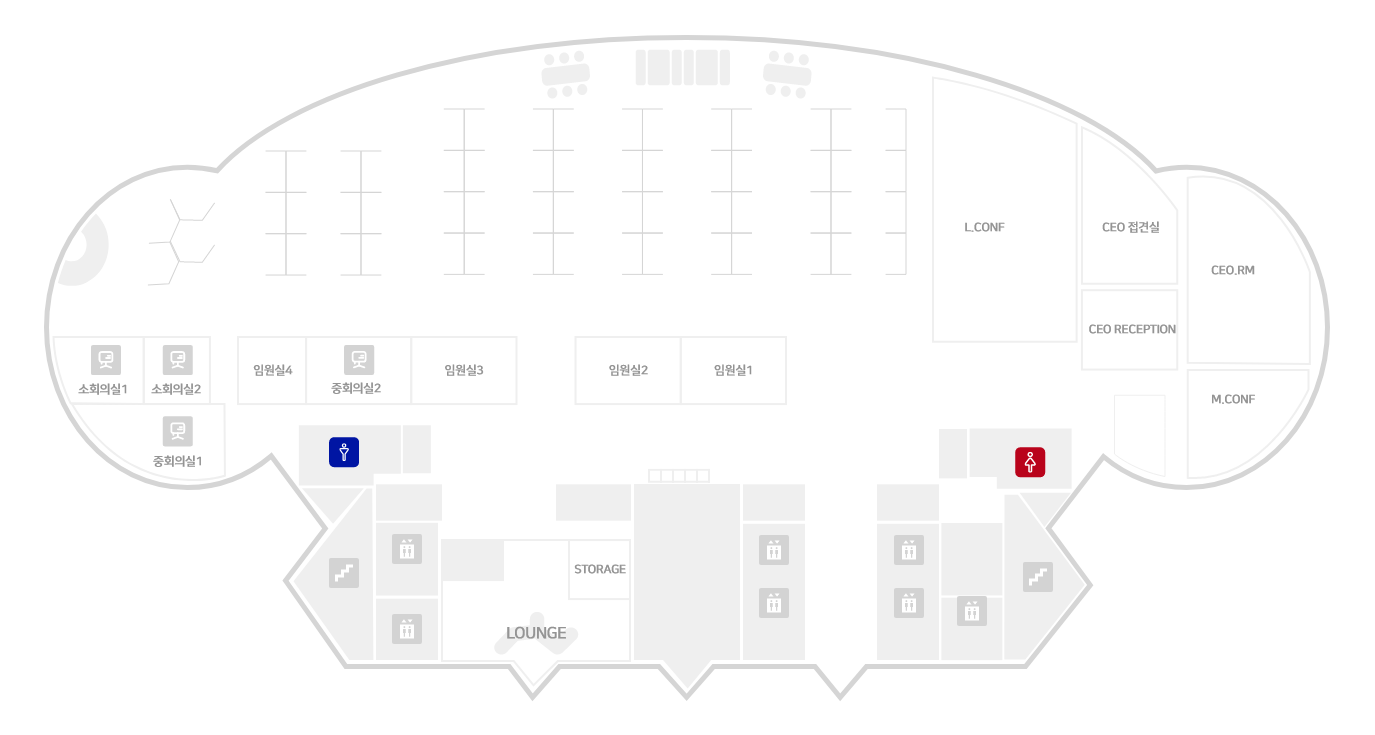 L.CONF
CEO 접견실
CEO.RM
CEO RECEPTION
소회의실1
소회의실2
임원실4
중회의실2
임원실3
임원실2
임원실1
M.CONF
중회의실1
STORAGE
LOUNGE